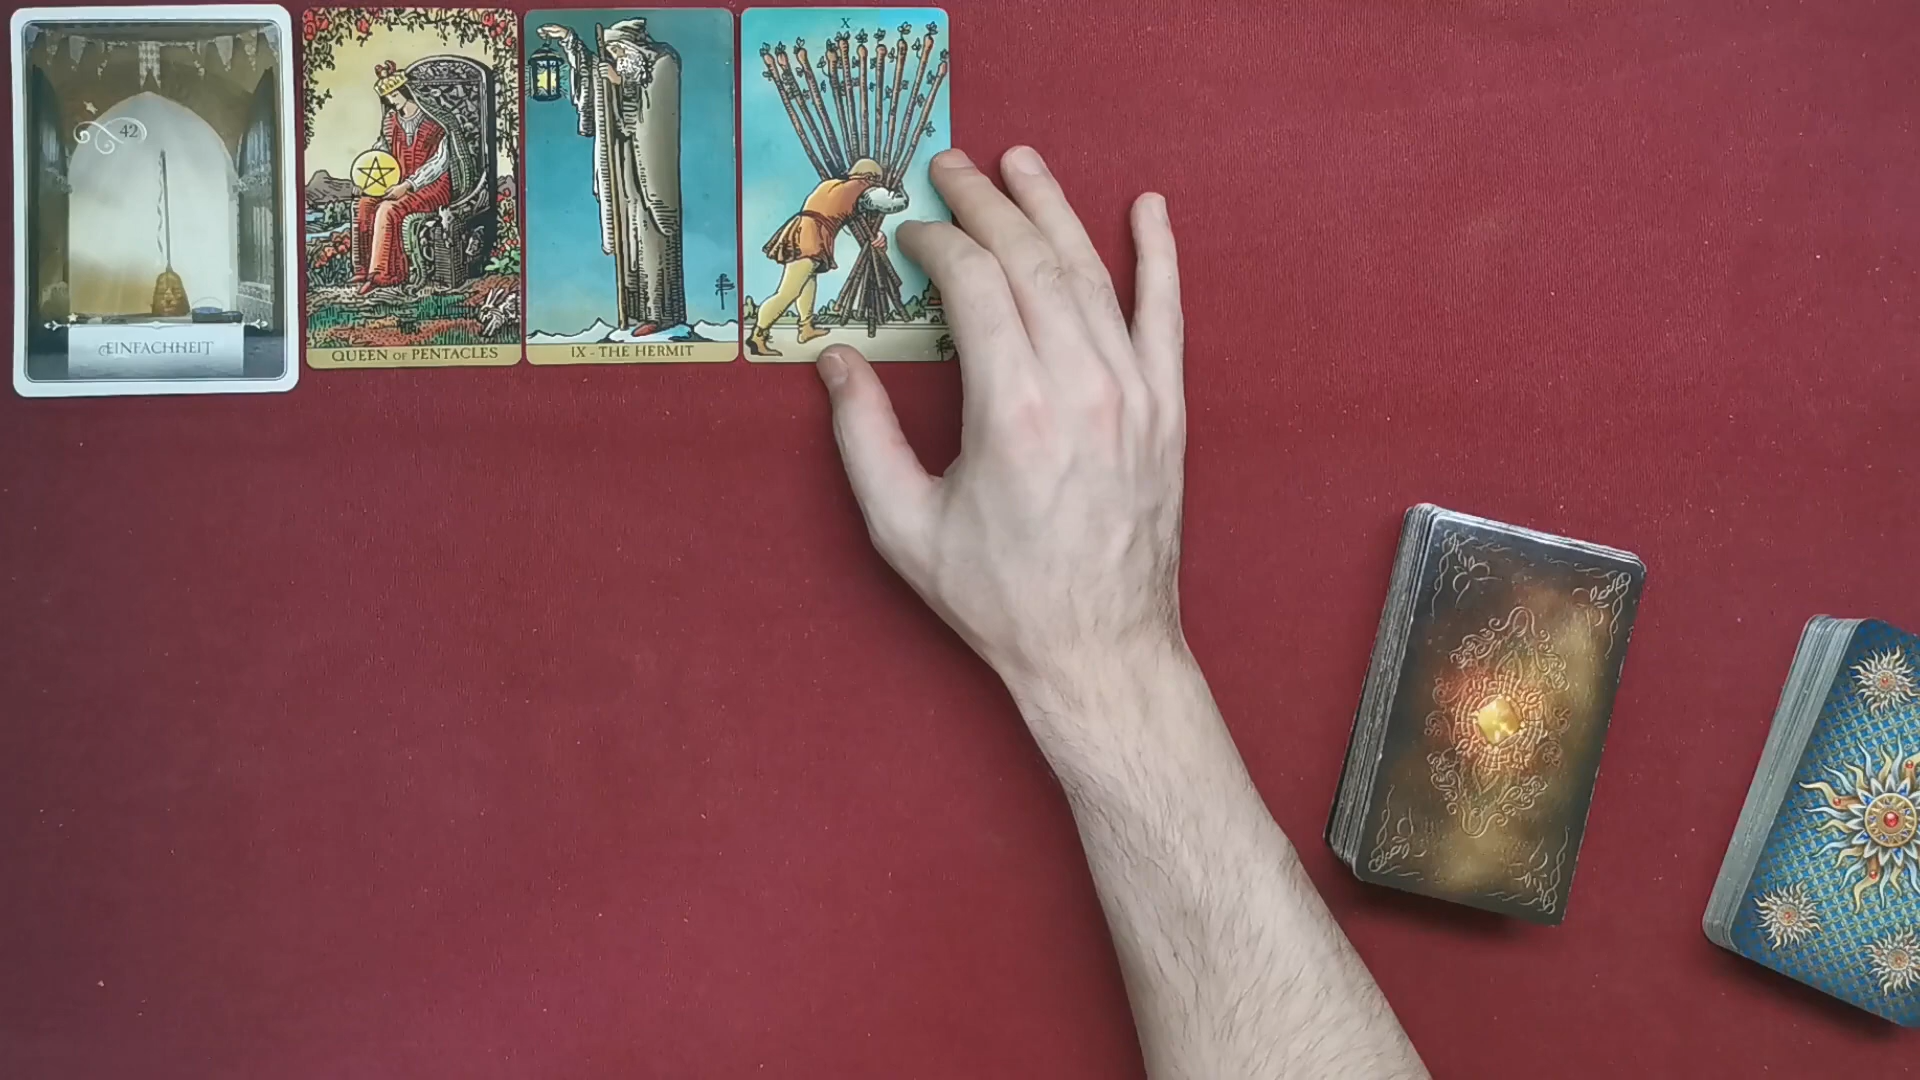 42
EINFACHHEIT
QUEEN OF PENTACLES
IX - THE HERMIT
X